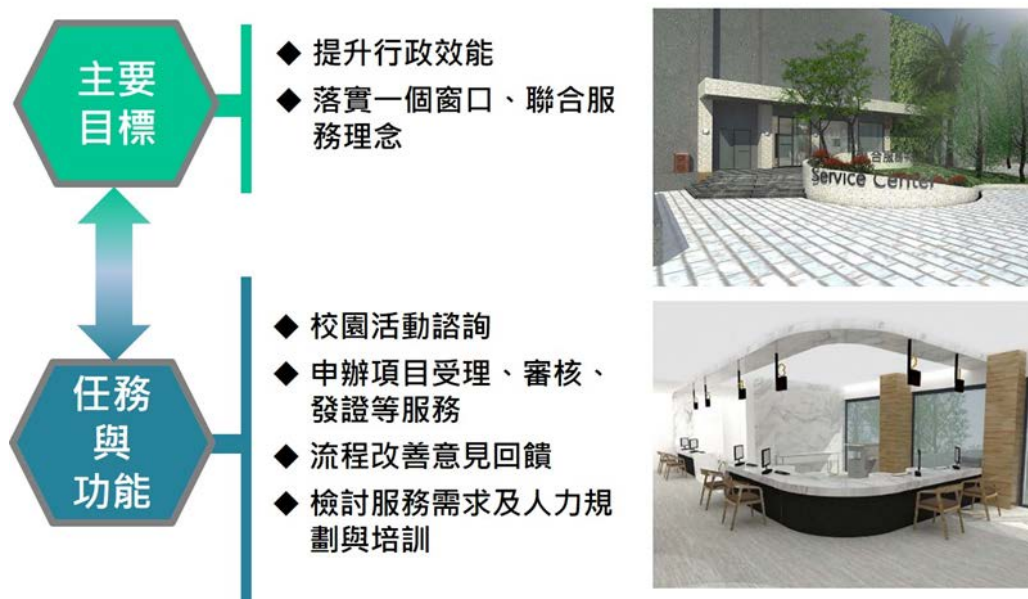 主要
目標
◆ 提升行政效能
◆ 落實一個窗口、聯合服
務理念
Service Center
任務
與
功能
◆ 校園活動諮詢
◆ 申辦項目受理、審核、
發證等服務
◆ 流程改善意見回饋
◆ 檢討服務需求及人力規
劃與培訓